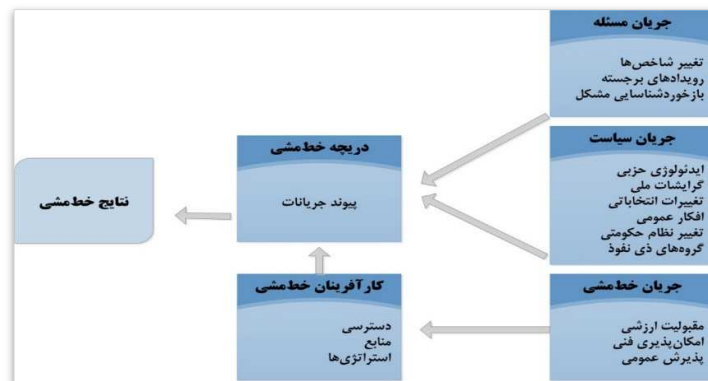 جریان مسئله
تغییر شاخص‌ها
رویدادهای برجسته
بازخوردشناسایی مشکل
جریان سیاست
ایدئولوژی حزبی
گرایشات ملی
تغییرات انتخاباتی
افکار عمومی
تغییر نظام حکومتی
گروه‌های ذی نفوذ
جریان خط‌مشی
مقبولیت ارزشی
امکان‌پذیری فنی
پذیرش عمومی
دریچه خط‌مشی
پیوند جریانات
کارآفرینان خط‌مشی
دسترسی
منابع
استراتژی‌ها
نتایج خط‌مشی